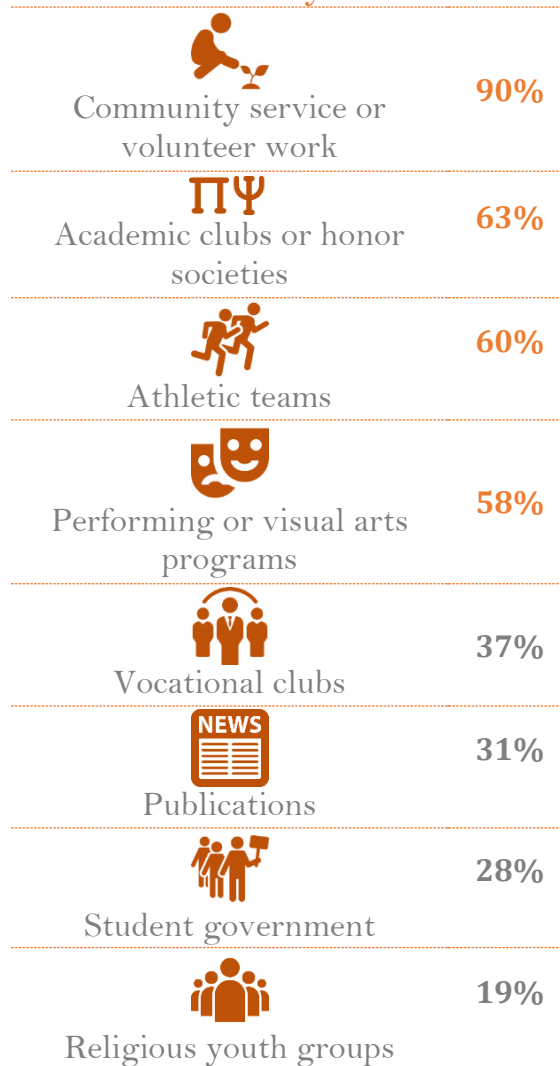 Community service or
volunteer work
90%
ΠΨ
Academic clubs or honor
societies
63%
Athletic teams
60%
Performing or visual arts
programs
58%
Vocational clubs
37%
NEWS
Publications
31%
Student government
28%
Religious youth groups
19%